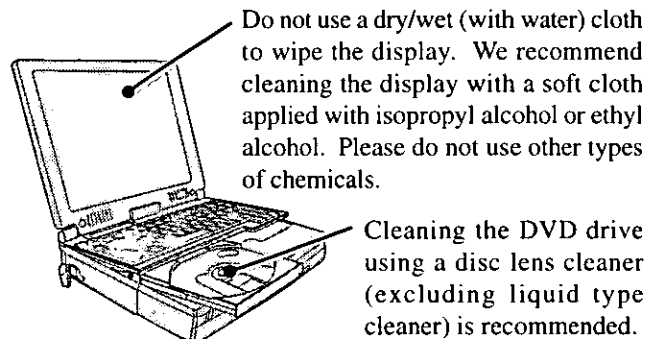 Do not use a dry/wet (with water) cloth
to wipe the display. We recommend
cleaning the display with a soft cloth
applied with isopropyl alcohol or ethyl
alcohol. Please do not use other types
of chemicals.
Cleaning the DVD drive
using a disc lens cleaner
(excluding liquid type
cleaner) is recommended.